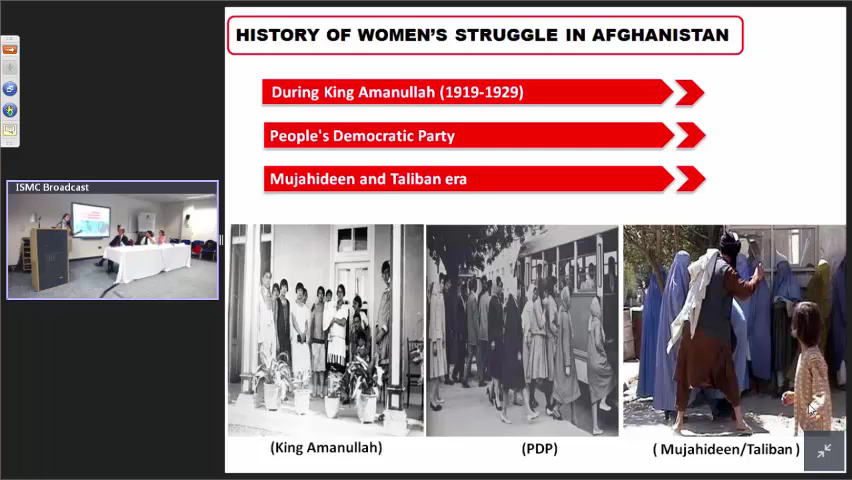 HISTORY OF WOMEN'S STRUGGLE IN AFGHANISTAN
During King Amanullah (1919-1929)
People's Democratic Party
Mujahideen and Taliban era
ISMC Broadcast
(King Amanullah)
(PDP)
( Mujahideen/Taliban )